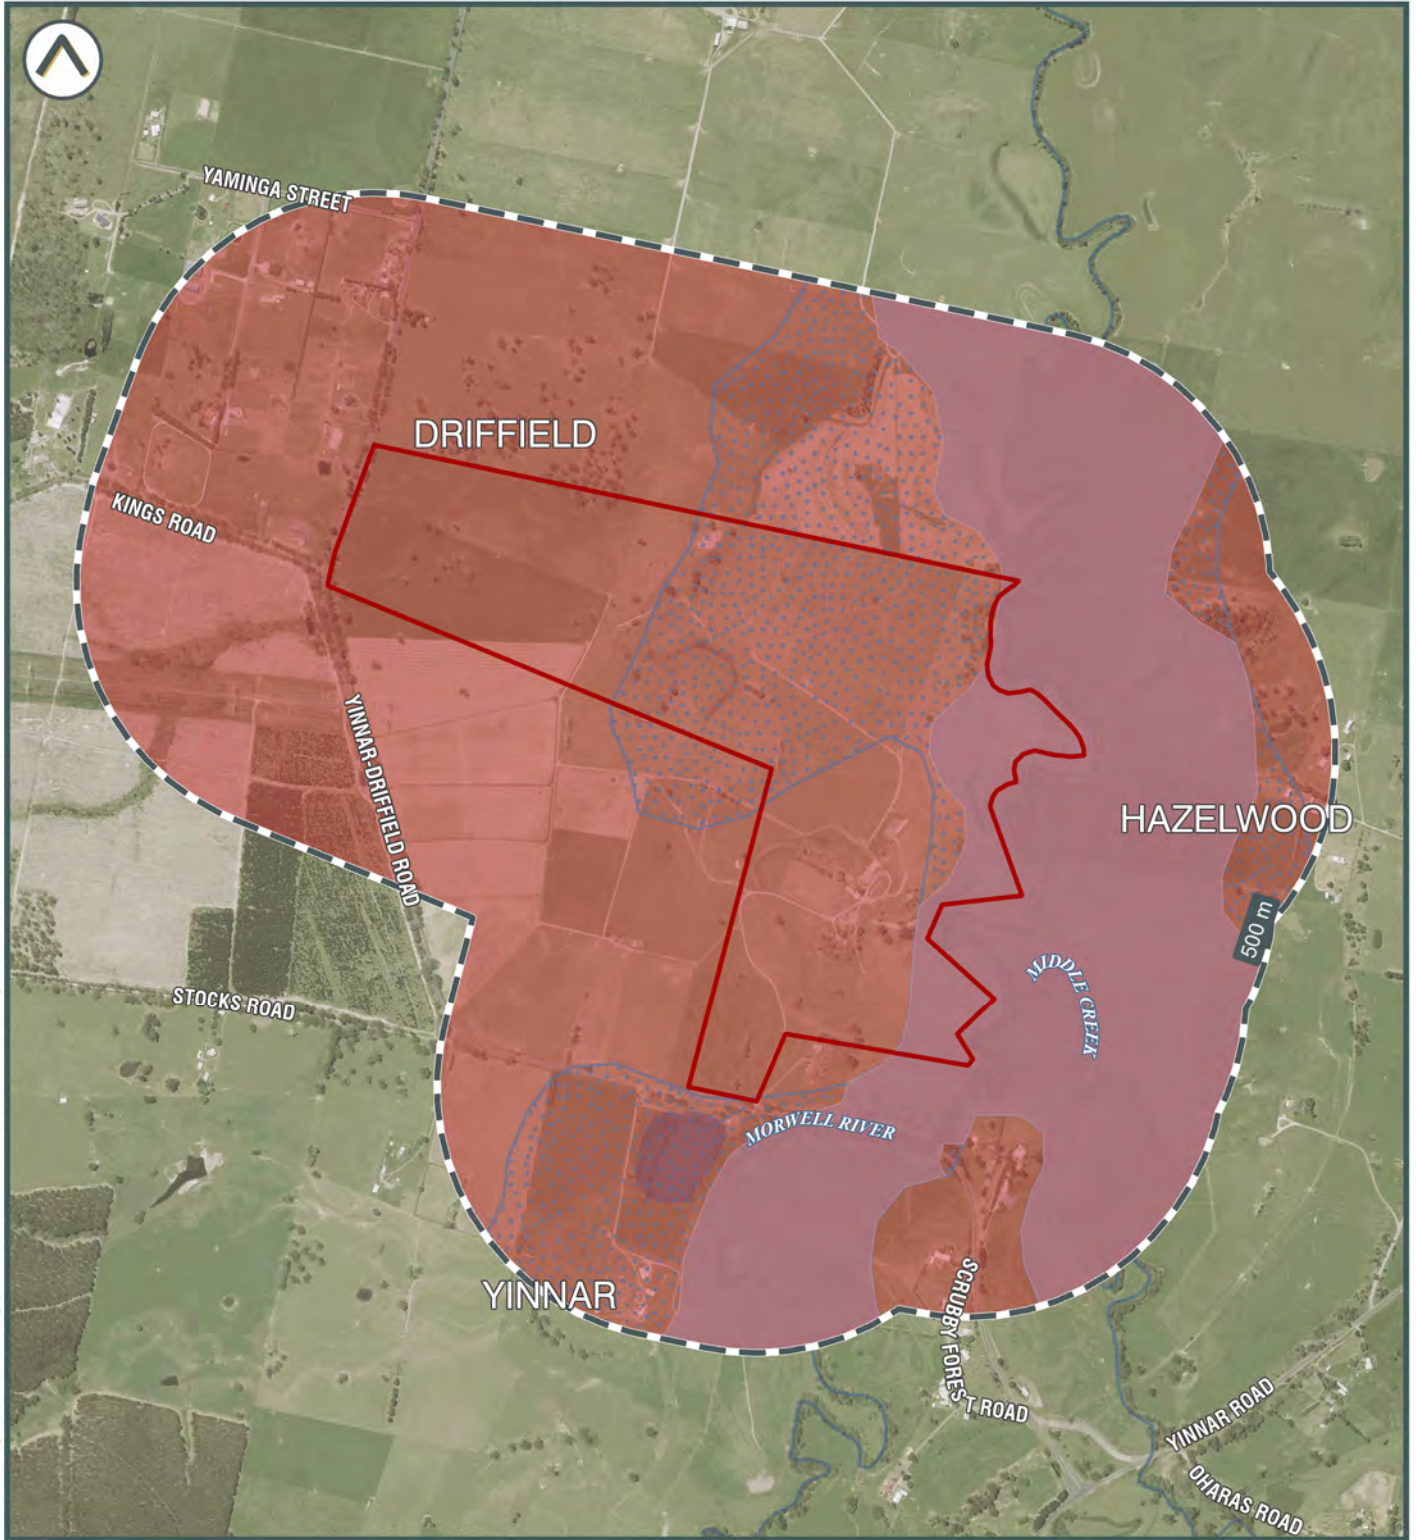 YAMINGA STREET
DRIFFIELD
KINGS ROAD
YINNAR-DRIFFIELD ROAD
HAZELWOOD
500 m
MIDDLE CREEK
STOCKS ROAD
MORWELL RIVER
YINNAR
SCRUBBY FOREST ROAD
YINNAR ROAD
OHARAS ROAD